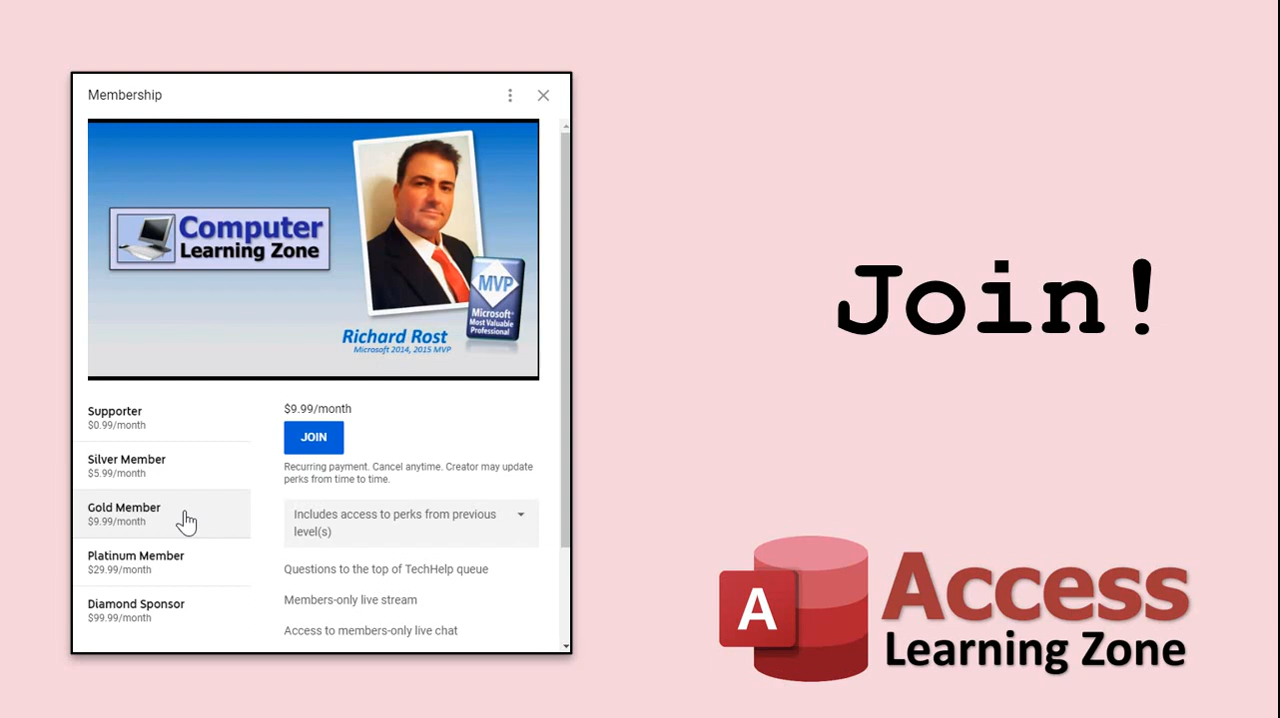 Membership
Computer
Learning Zone
MVP
Microsoft®
Most Valuable
Professional
Richard Rost
Microsoft 2014, 2015 MVP
Supporter
$0.99/month
Silver Member
$5.99/month
Gold Member
$9.99/month
Platinum Member
$29.99/month
Diamond Sponsor
$99.99/month
$9.99/month
JOIN
Recurring payment. Cancel anytime. Creator may update
perks from time to time.
Includes access to perks from previous
level(s)
Questions to the top of TechHelp queue
Members-only live stream
Access to members-only live chat
Join!
A
Access
Learning Zone